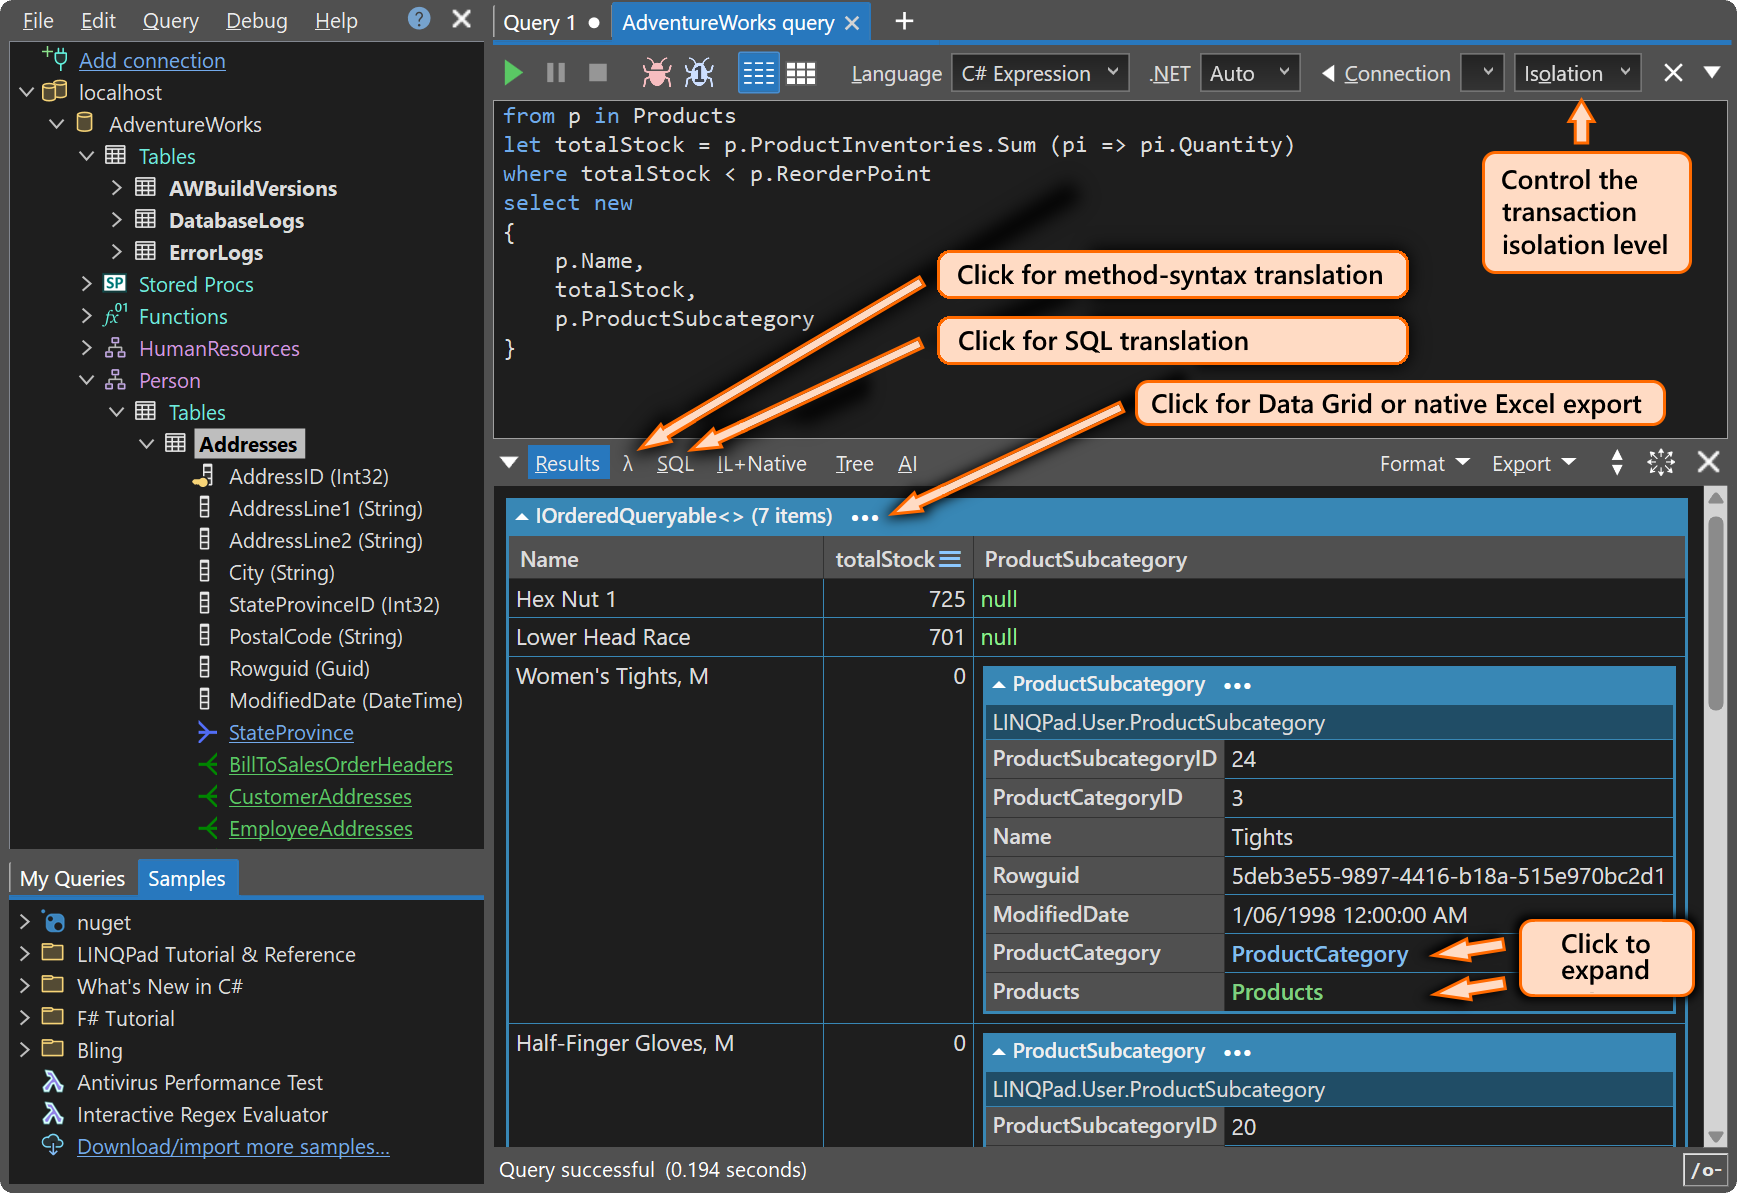 File Edit Query Debug Help ?
Add connection
localhost
AdventureWorks
Tables
AWBuildVersions
DatabaseLogs
ErrorLogs
SP Stored Procs
fx01 Functions
HumanResources
Person
Tables
Addresses
AddressID (Int32)
AddressLine1 (String)
AddressLine2 (String)
City (String)
StateProvinceID (Int32)
PostalCode (String)
Rowguid (Guid)
ModifiedDate (DateTime)
StateProvince
BillToSalesOrderHeaders
CustomerAddresses
EmployeeAddresses
My Queries Samples
nuget
LINQPad Tutorial & Reference
What's New in C#
F# Tutorial
Bling
Antivirus Performance Test
Interactive Regex Evaluator
Download/import more samples...
Query 1 AdventureWorks query
Language C# Expression .NET Auto Connection Isolation
from p in Products
let totalStock = p.ProductInventories.Sum (pi => pi.Quantity)
where totalStock < p.ReorderPoint
select new
{
p.Name,
totalStock,
p.ProductSubcategory
}
Control the
transaction
isolation level
Click for method-syntax translation
Click for SQL translation
Click for Data Grid or native Excel export
Results λ SQL IL+Native Tree AI Format Export
IOrderedQueryable<> (7 items) •••
Name totalStock ProductSubcategory
Hex Nut 1 725 null
Lower Head Race 701 null
Women's Tights, M 0 ProductSubcategory •••
LINQPad.User.ProductSubcategory
ProductSubcategoryID 24
ProductCategoryID 3
Name Tights
Rowguid 5deb3e55-9897-4416-b18a-515e970bc2d1
ModifiedDate 1/06/1998 12:00:00 AM
ProductCategory ProductCategory
Products Products
Click to
expand
Half-Finger Gloves, M 0 ProductSubcategory •••
LINQPad.User.ProductSubcategory
ProductSubcategoryID 20
Query successful (0.194 seconds)
/o-